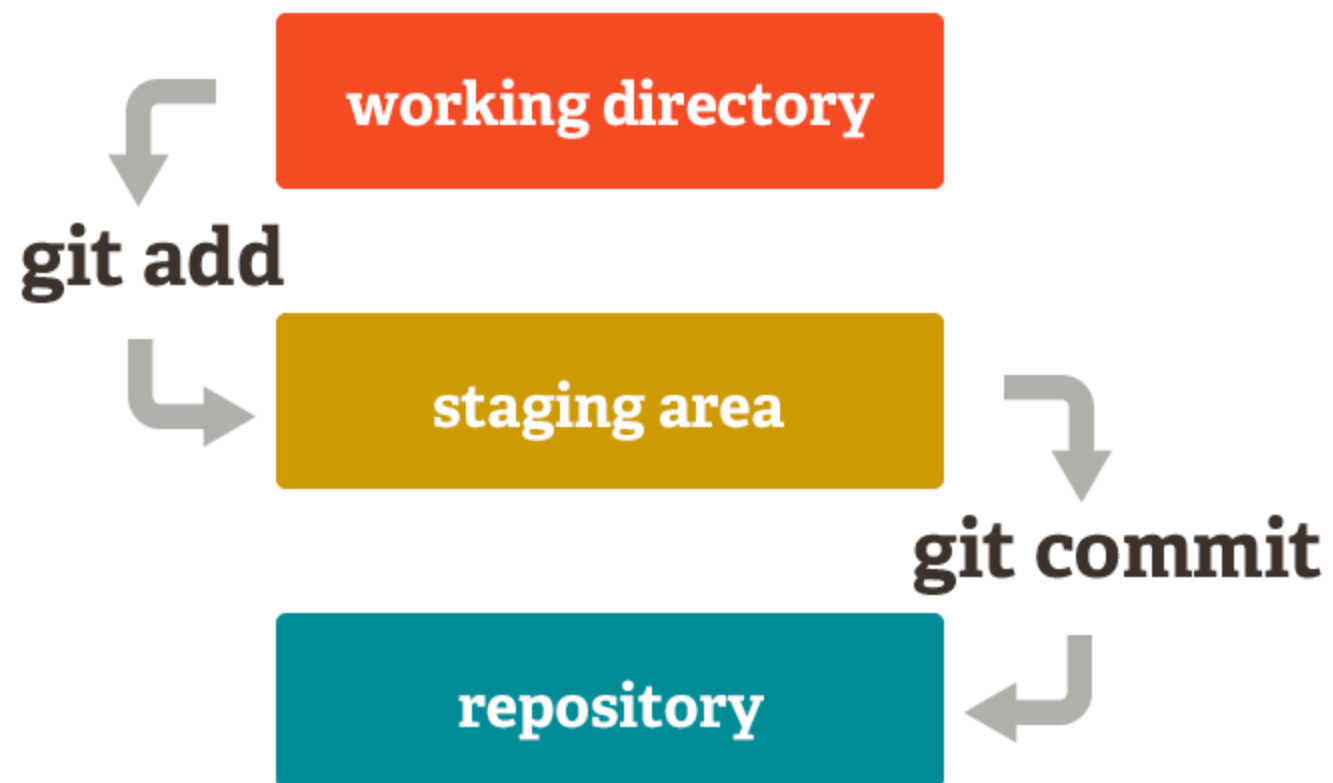 working directory
git add
staging area
git commit
repository